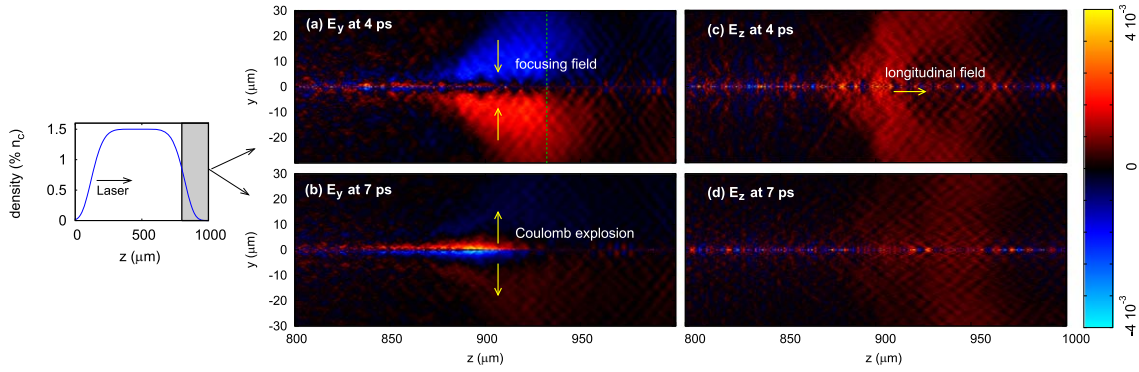 density (% n_c)
1.5
1
0.5
0
Laser
0 500 1000
z (μm)
(a) E_y at 4 ps
focusing field
y (μm)
30
20
10
0
-10
-20
(c) E_z at 4 ps
longitudinal field
(b) E_y at 7 ps
Coulomb explosion
y (μm)
30
20
10
0
-10
-20
-30
800 850 900 950
z (μm)
(d) E_z at 7 ps
800 850 900 950 1000
z (μm)
4 10^-3
0
-4 10^-3